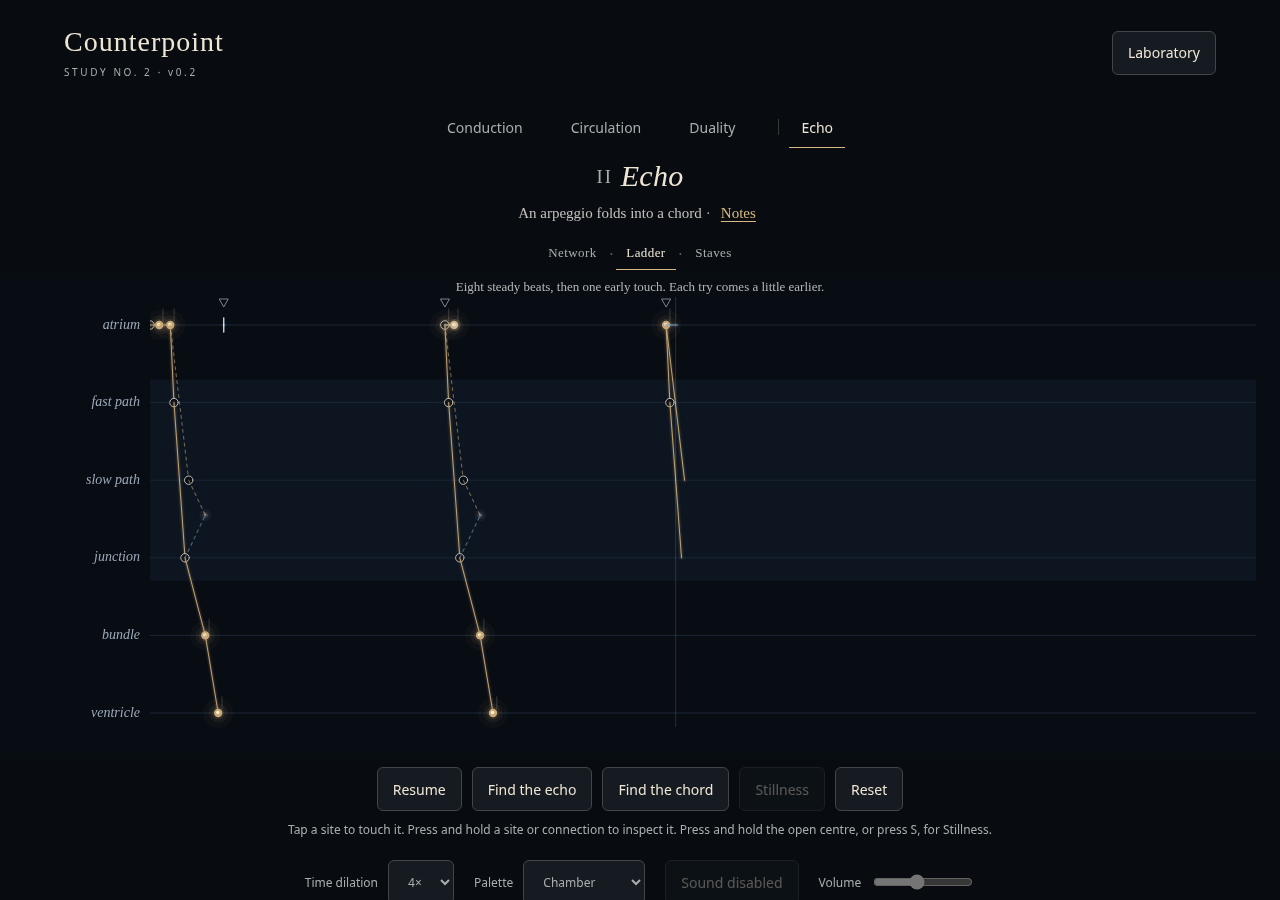 Counterpoint
STUDY NO. 2 · v0.2
Laboratory
Conduction Circulation Duality Echo
II Echo
An arpeggio folds into a chord · Notes
Network · Ladder · Staves
Eight steady beats, then one early touch. Each try comes a little earlier.
atrium
fast path
slow path
junction
bundle
ventricle
Resume Find the echo Find the chord Stillness Reset
Tap a site to touch it. Press and hold a site or connection to inspect it. Press and hold the open centre, or press S, for Stillness.
Time dilation 4× Palette Chamber Sound disabled Volume